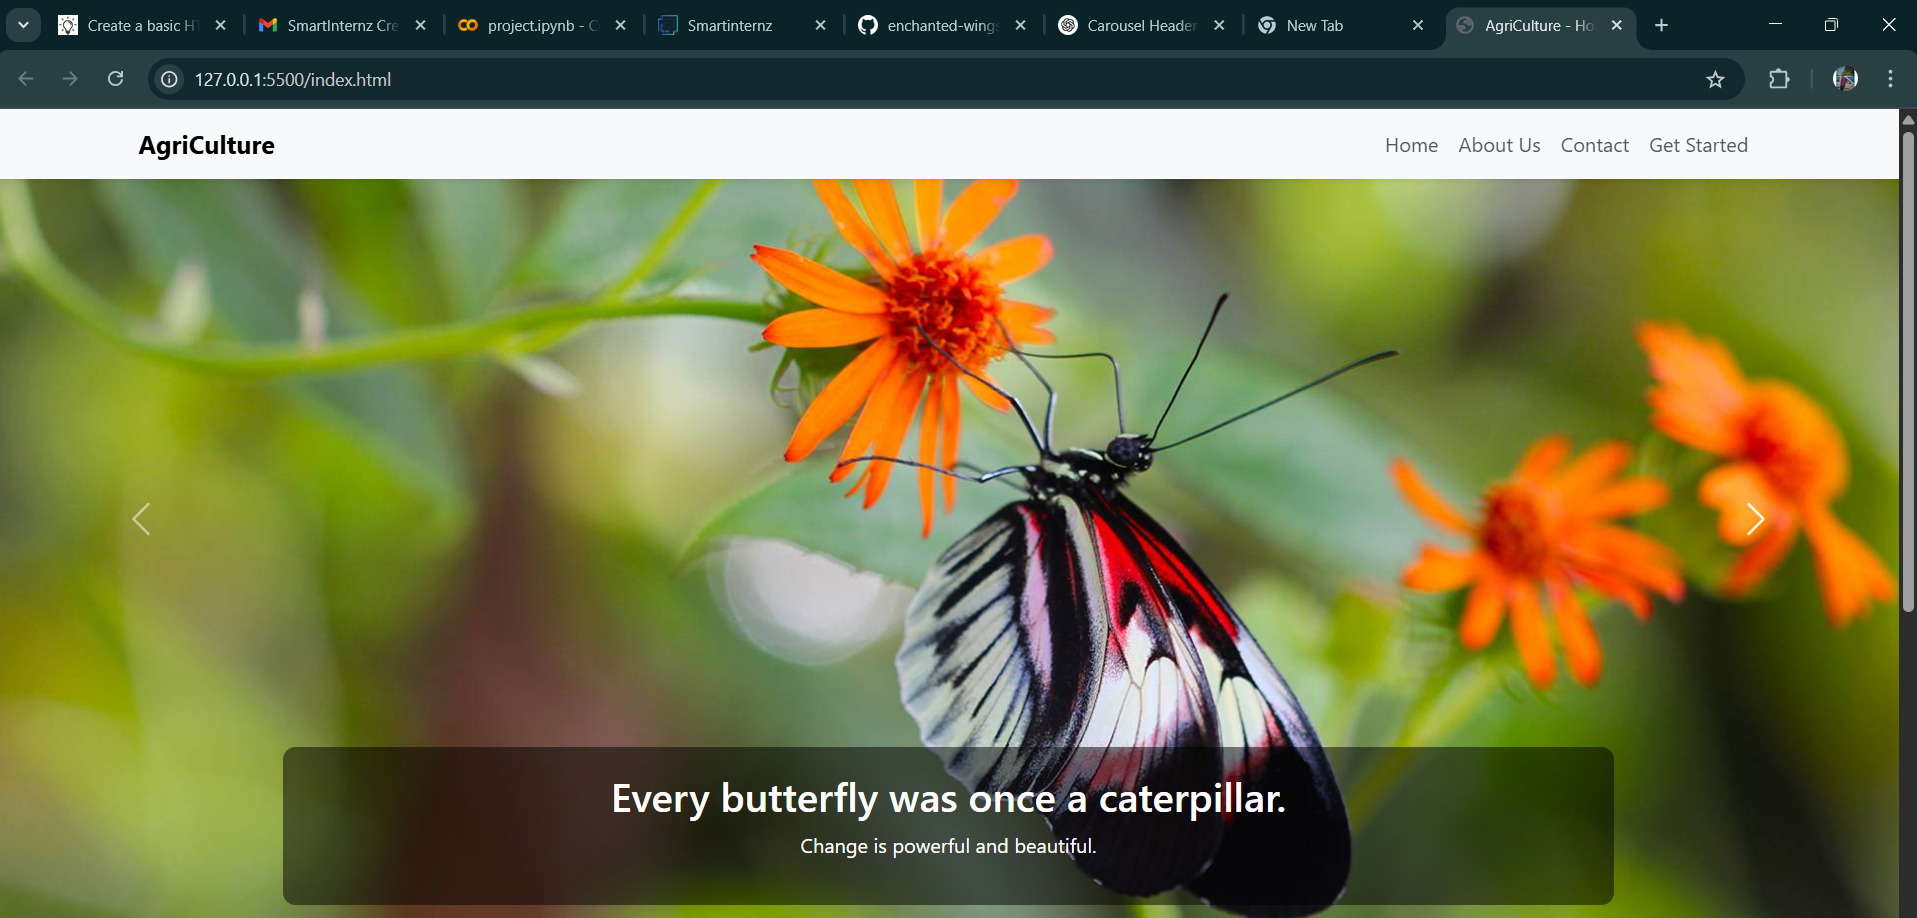 Create a basic HT
SmartInternz Cre
project.ipynb - C
Smartinternz
enchanted-wings
Carousel Header
New Tab
AgriCulture - Ho
127.0.0.1:5500/index.html
AgriCulture
Home
About Us
Contact
Get Started
Every butterfly was once a caterpillar.
Change is powerful and beautiful.